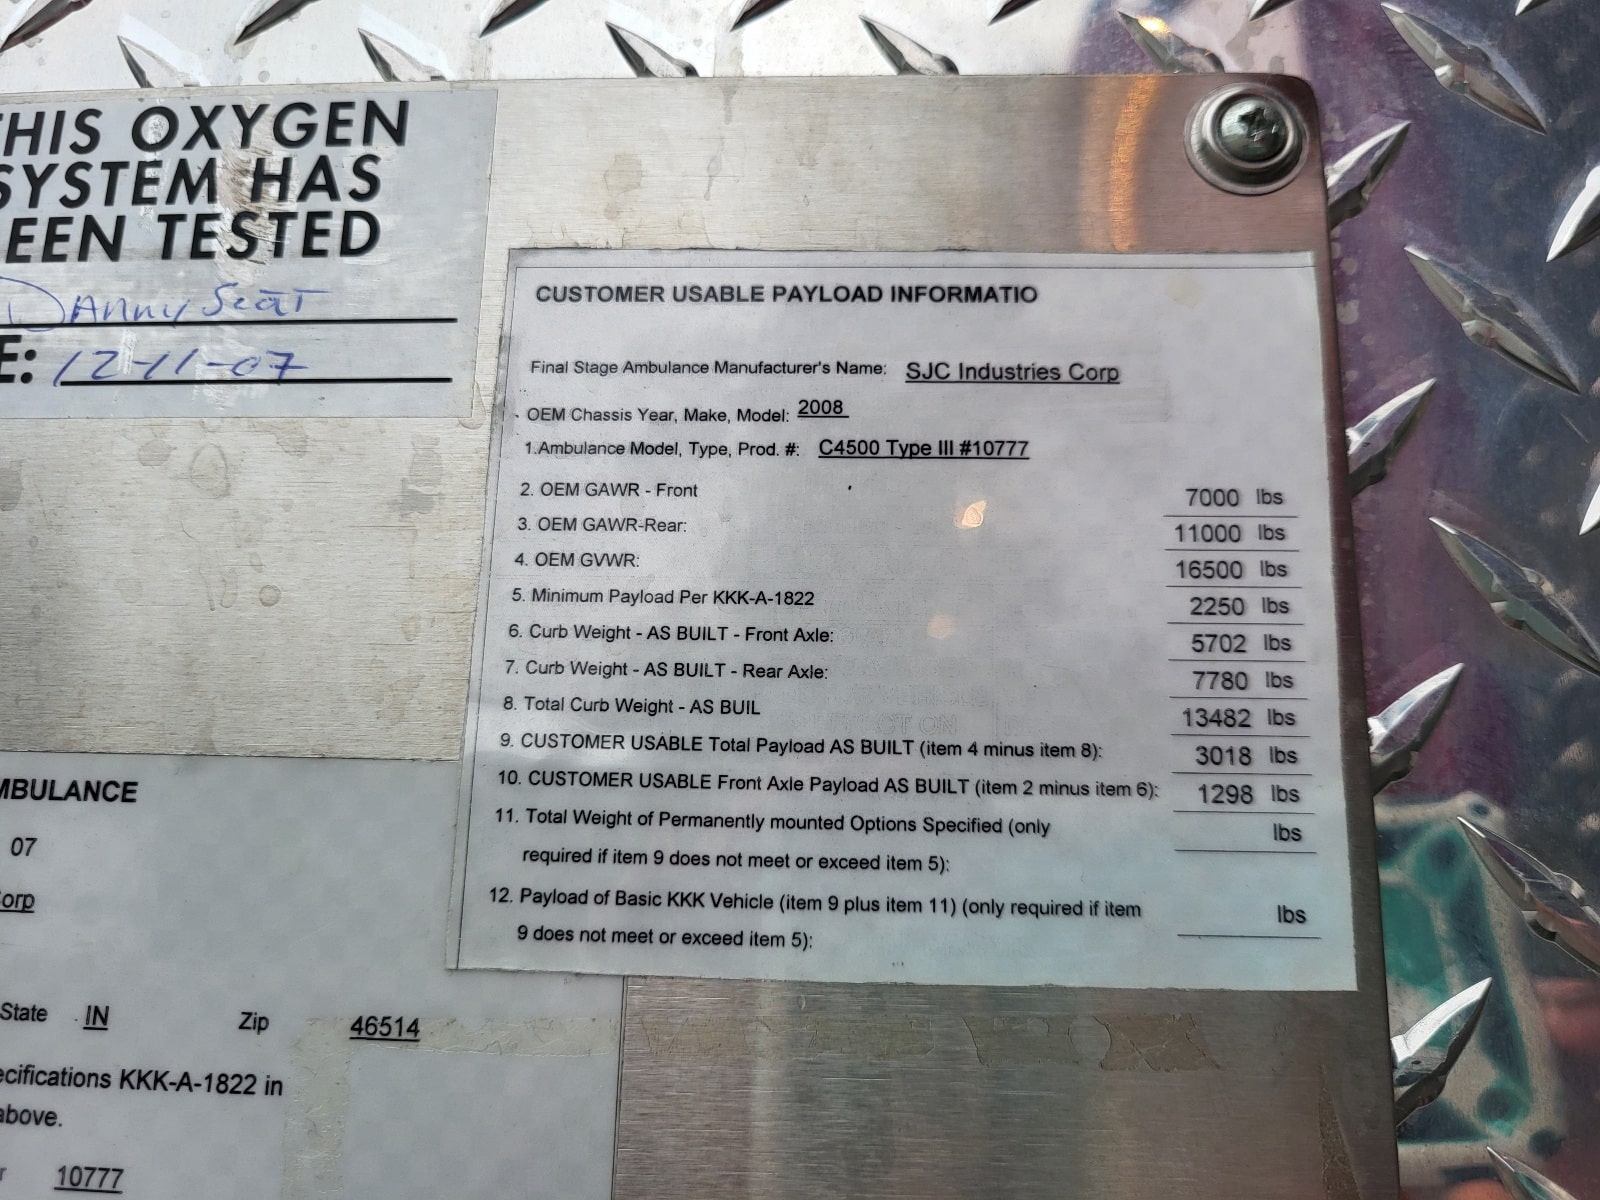 THIS OXYGEN
SYSTEM HAS
EEN TESTED
Danny
E: 12-11-07
CUSTOMER USABLE PAYLOAD INFORMATIO
Final Stage Ambulance Manufacturer's Name: SJC Industries Corp
OEM Chassis Year, Make, Model: 2008
1.Ambulance Model, Type, Prod. #: C4500 Type III #10777
2. OEM GAWR - Front 7000 lbs
3. OEM GAWR-Rear: 11000 lbs
4. OEM GVWR: 16500 lbs
5. Minimum Payload Per KKK-A-1822 2250 lbs
6. Curb Weight - AS BUILT - Front Axle: 5702 lbs
7. Curb Weight - AS BUILT - Rear Axle: 7780 lbs
8. Total Curb Weight - AS BUIL 13482 lbs
9. CUSTOMER USABLE Total Payload AS BUILT (item 4 minus item 8): 3018 lbs
10. CUSTOMER USABLE Front Axle Payload AS BUILT (item 2 minus item 6): 1298 lbs
11. Total Weight of Permanently mounted Options Specified (only lbs
required if item 9 does not meet or exceed item 5):
12. Payload of Basic KKK Vehicle (item 9 plus item 11) (only required if item lbs
9 does not meet or exceed item 5):
MBULANCE
07
Corp
State IN Zip 46514
ecifications KKK-A-1822 in
above.
r 10777